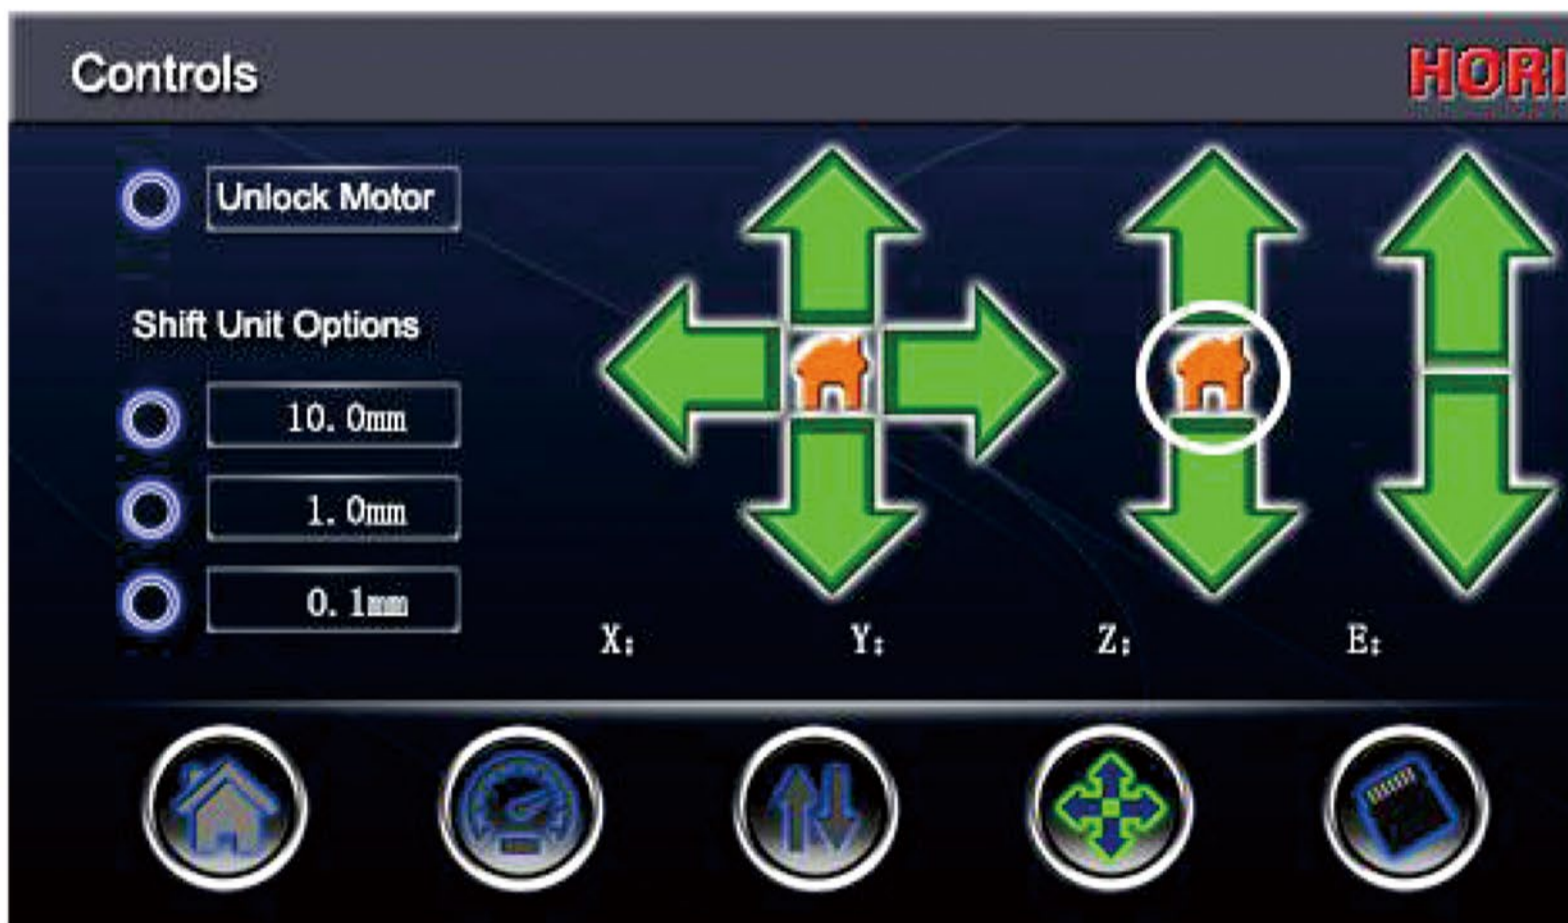 Controls
HORI
Unlock Motor
Shift Unit Options
10.0mm
1.0mm
0.1mm
X: Y: Z: E: